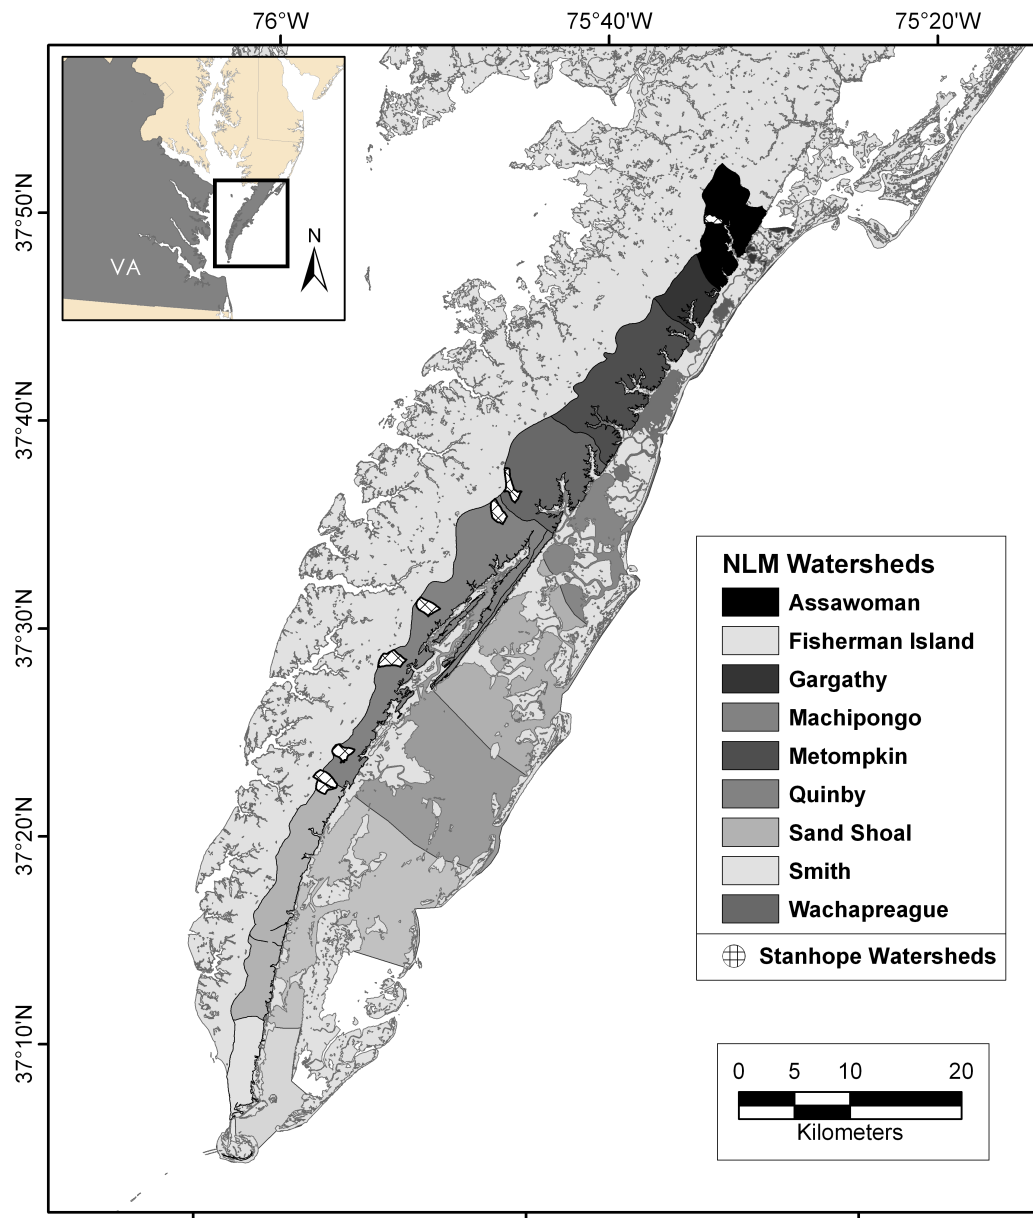 76°W
75°40'W
75°20'W
37°50'N
37°40'N
37°30'N
37°20'N
37°10'N
N
VA
NLM Watersheds
Assawoman
Fisherman Island
Gargathy
Machipongo
Metompkin
Quinby
Sand Shoal
Smith
Wachapreague
Stanhope Watersheds
0 5 10 20
Kilometers